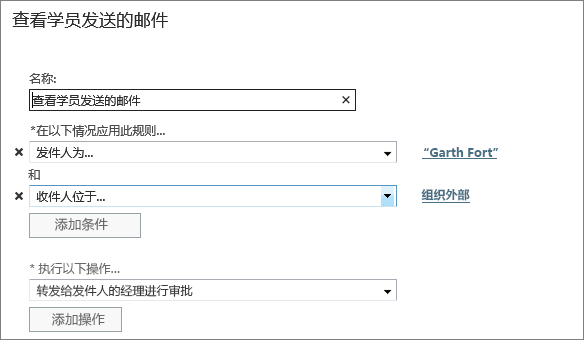 查看学员发送的邮件
名称:
查看学员发送的邮件
*在以下情况应用此规则...
发件人为... “Garth Fort”
和
收件人位于... 组织外部
添加条件
* 执行以下操作...
转发给发件人的经理进行审批
添加操作